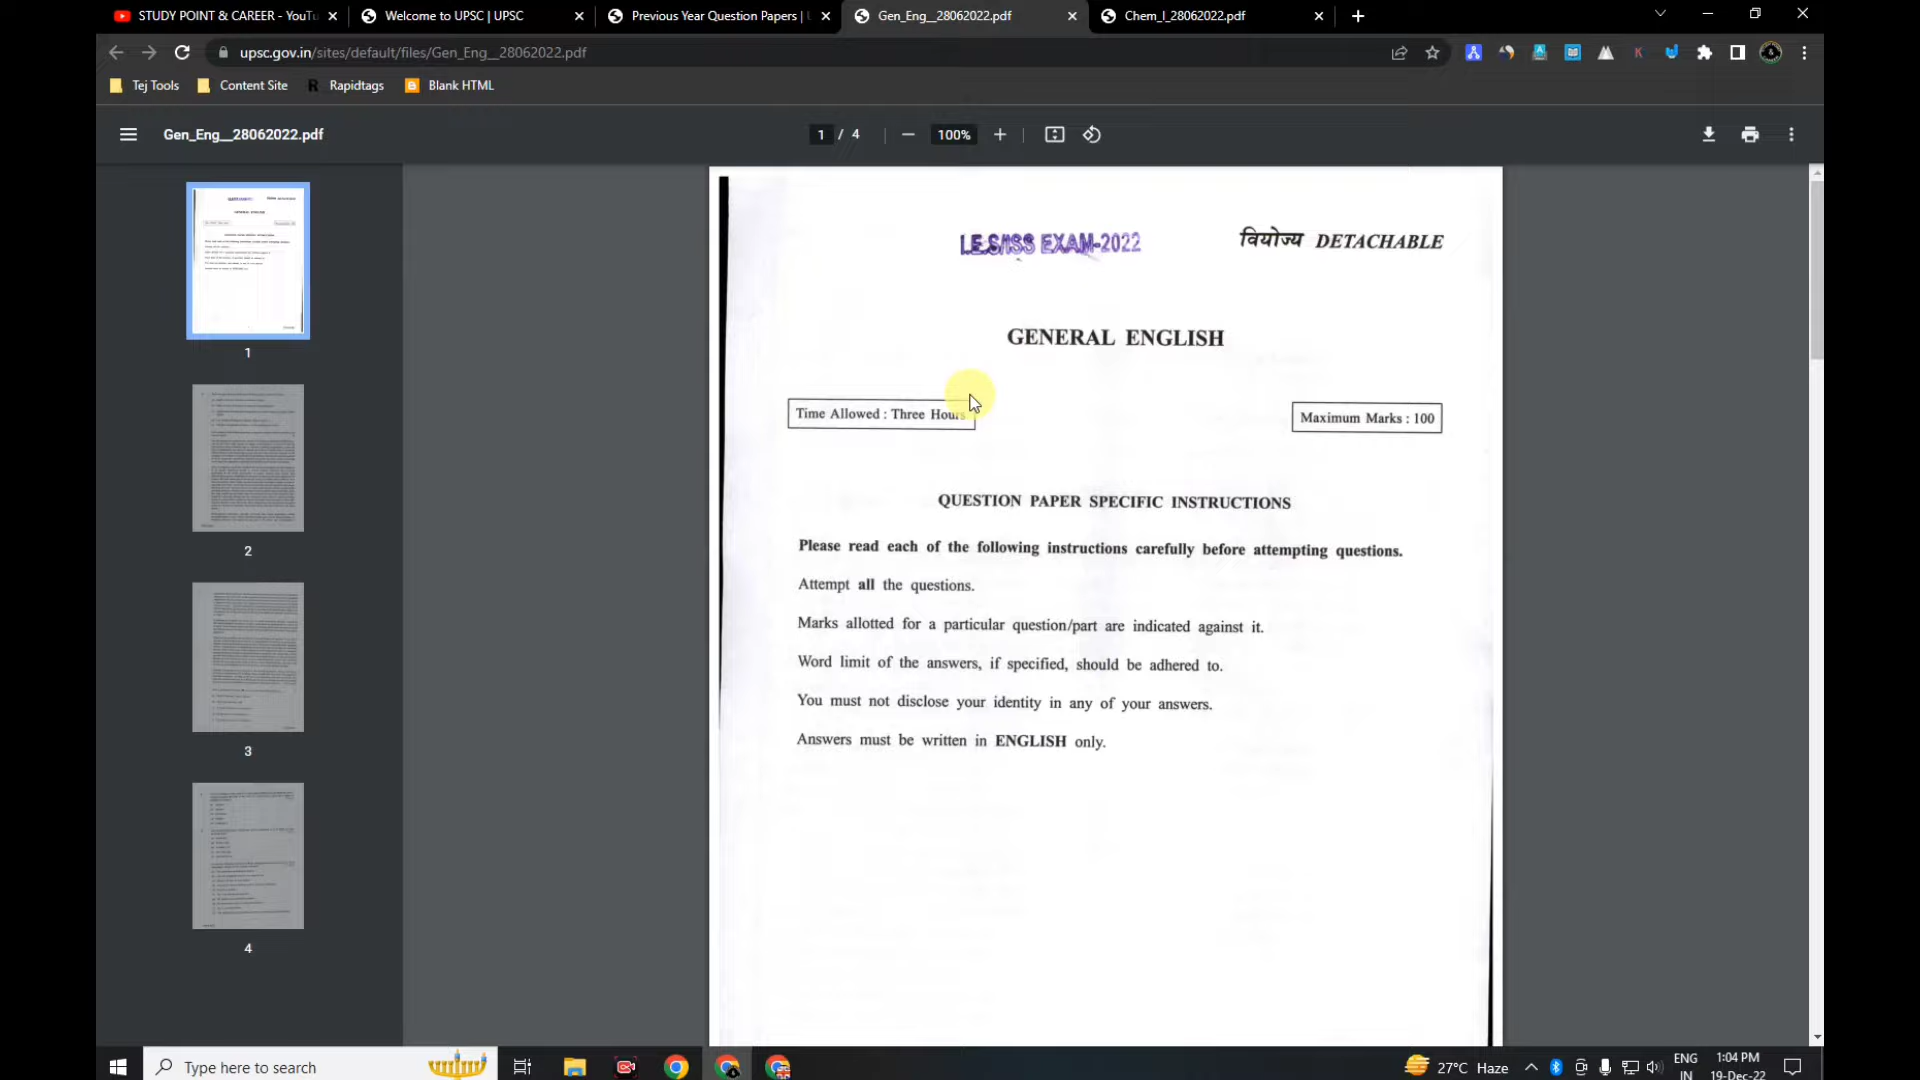 STUDY POINT & CAREER - YouTu
Welcome to UPSC | UPSC
Previous Year Question Papers |
Gen_Eng__28062022.pdf
Chem_I_28062022.pdf
upsc.gov.in/sites/default/files/Gen_Eng__28062022.pdf
Tej Tools
Content Site
Rapidtags
Blank HTML
Gen_Eng__28062022.pdf
1 / 4
100%
1
2
3
4
I.E.S/ISS EXAM-2022
वियोज्य DETACHABLE
GENERAL ENGLISH
Time Allowed : Three Hours
Maximum Marks : 100
QUESTION PAPER SPECIFIC INSTRUCTIONS
Please read each of the following instructions carefully before attempting questions.
Attempt all the questions.
Marks allotted for a particular question/part are indicated against it.
Word limit of the answers, if specified, should be adhered to.
You must not disclose your identity in any of your answers.
Answers must be written in ENGLISH only.
Type here to search
27°C Haze
ENG
IN
1:04 PM
19-Dec-22